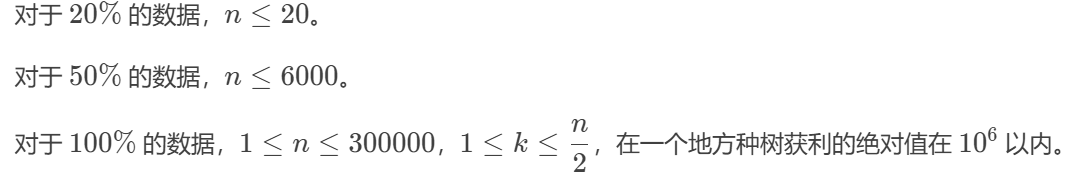 对于 20% 的数据，n ≤ 20。
对于 50% 的数据，n ≤ 6000。
对于 100% 的数据，1 ≤ n ≤ 300000，1 ≤ k ≤ n/2，在一个地方种树获利的绝对值在 10⁶ 以内。